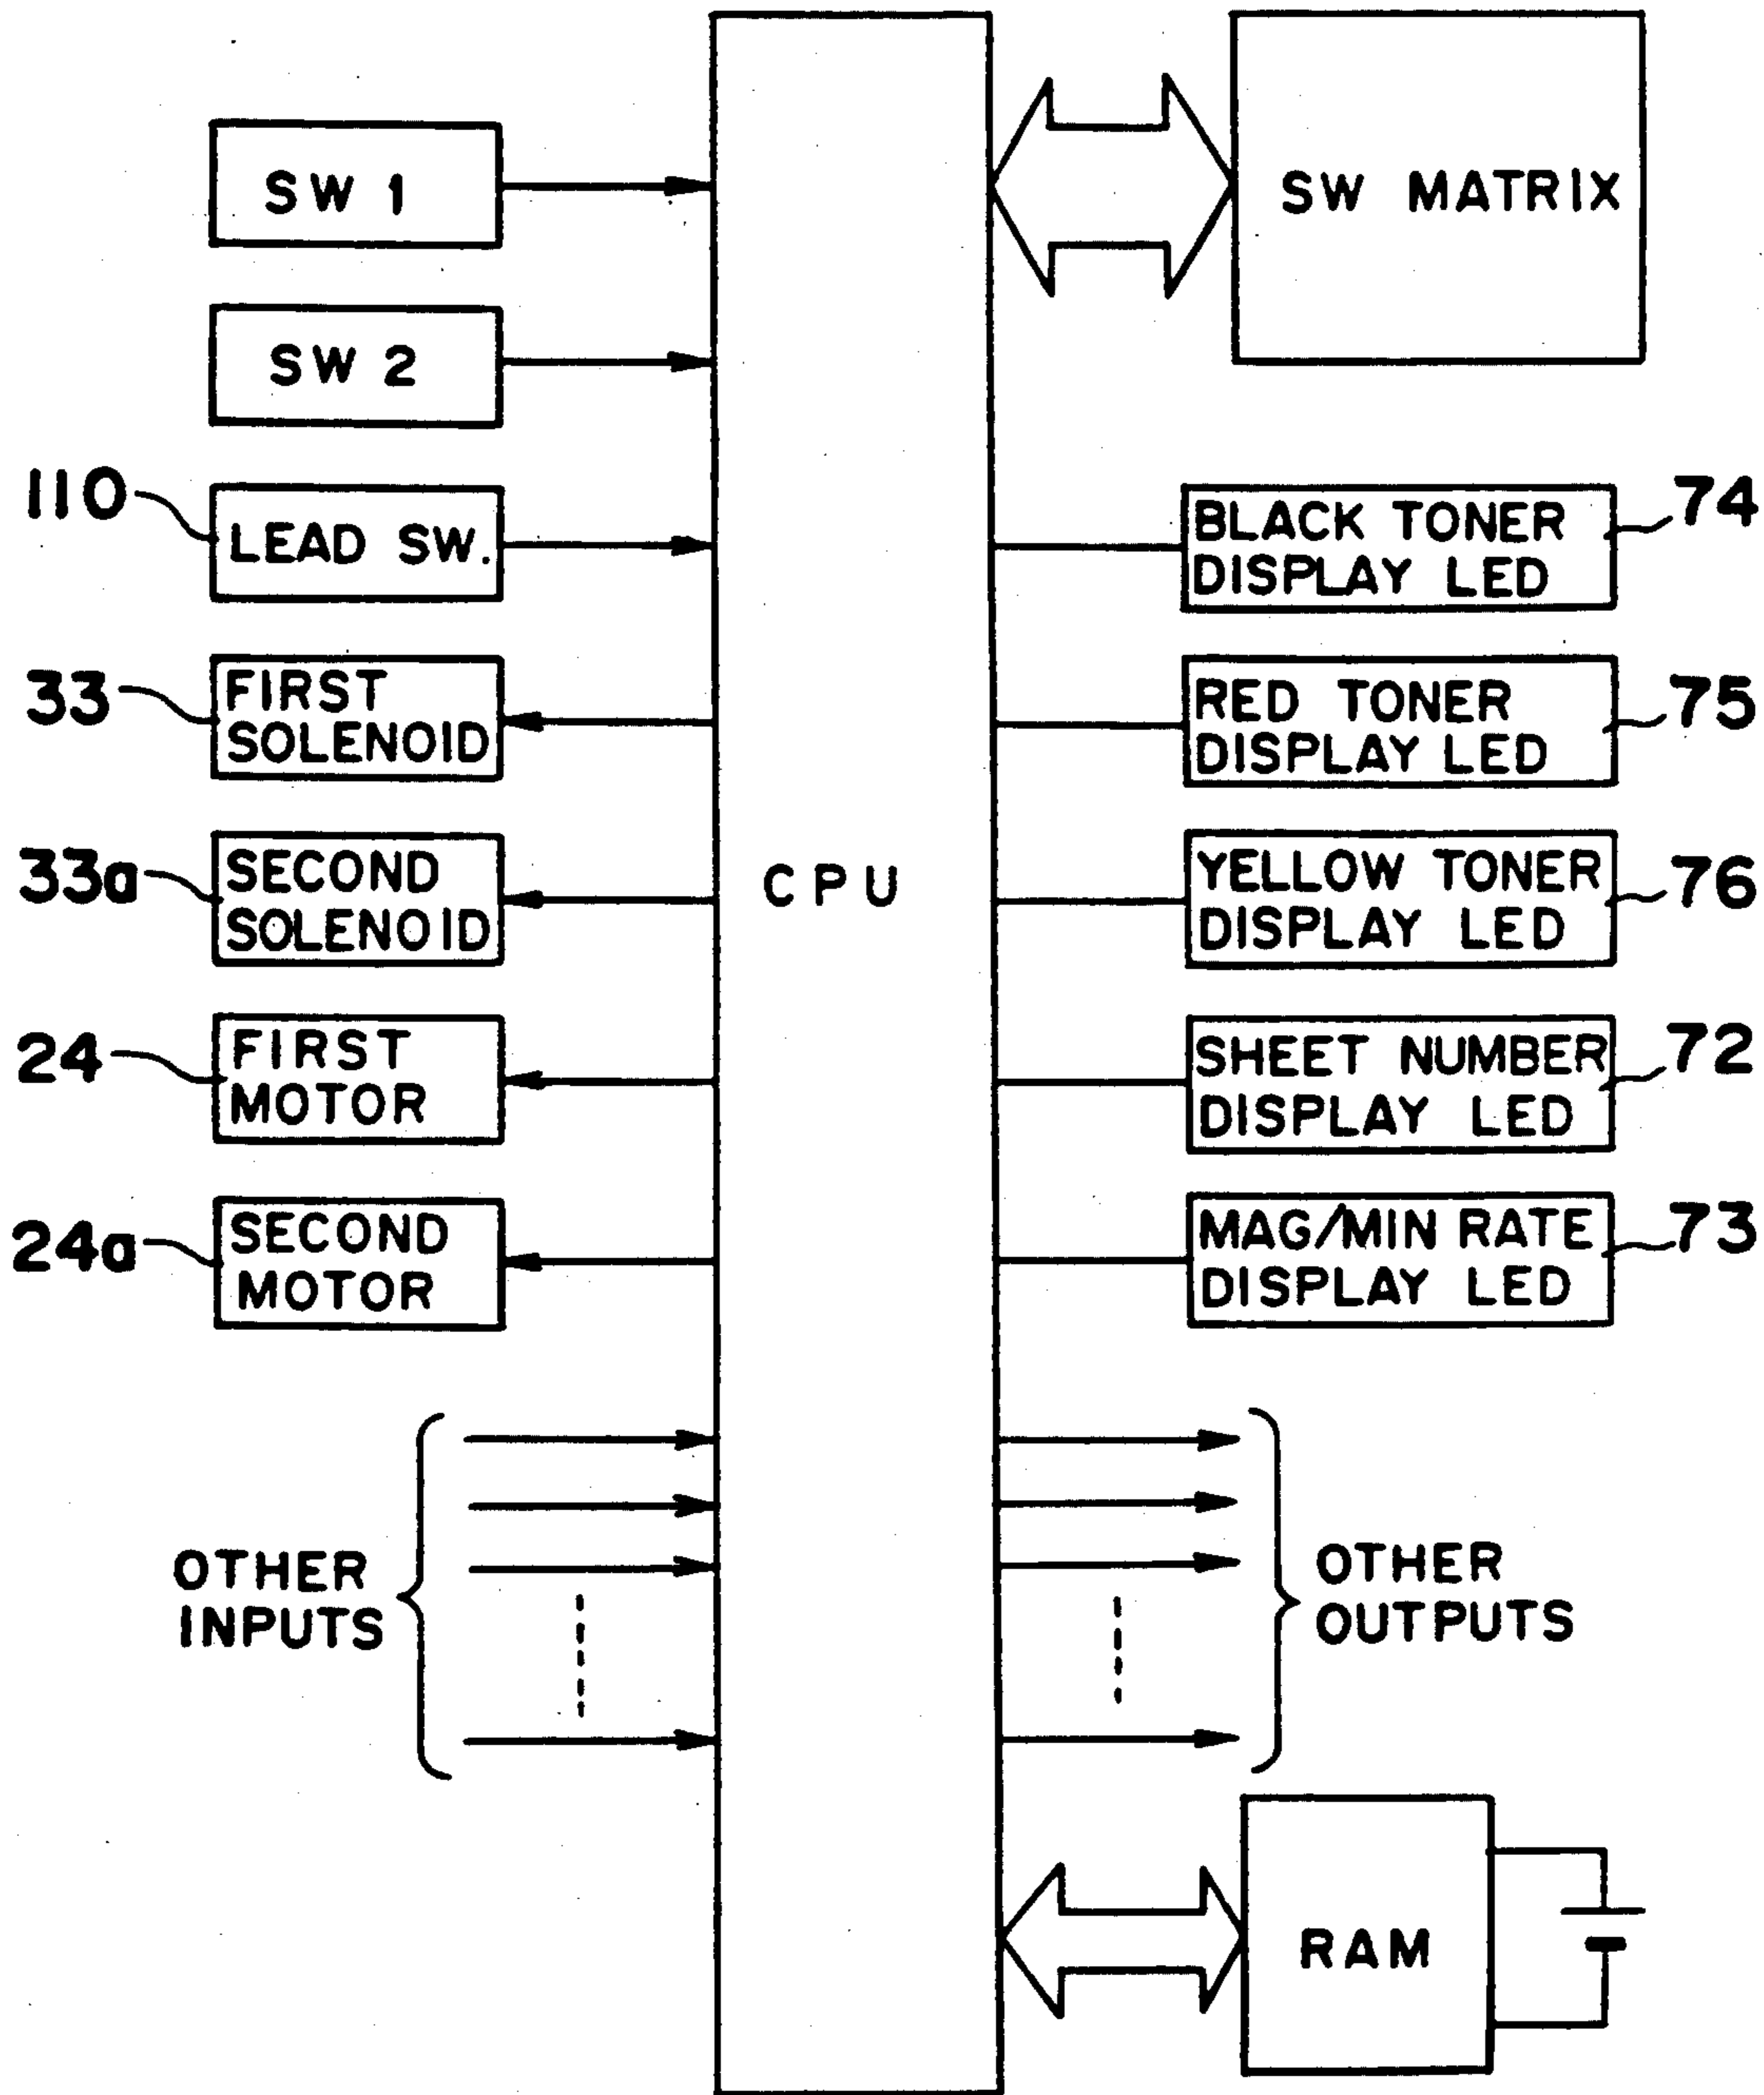 SW 1
SW 2
110
LEAD SW.
33
FIRST
SOLENOID
33a
SECOND
SOLENOID
24
FIRST
MOTOR
24a
SECOND
MOTOR
OTHER
INPUTS
CPU
SW MATRIX
BLACK TONER
DISPLAY LED
74
RED TONER
DISPLAY LED
75
YELLOW TONER
DISPLAY LED
76
SHEET NUMBER
DISPLAY LED
72
MAG/MIN RATE
DISPLAY LED
73
OTHER
OUTPUTS
RAM